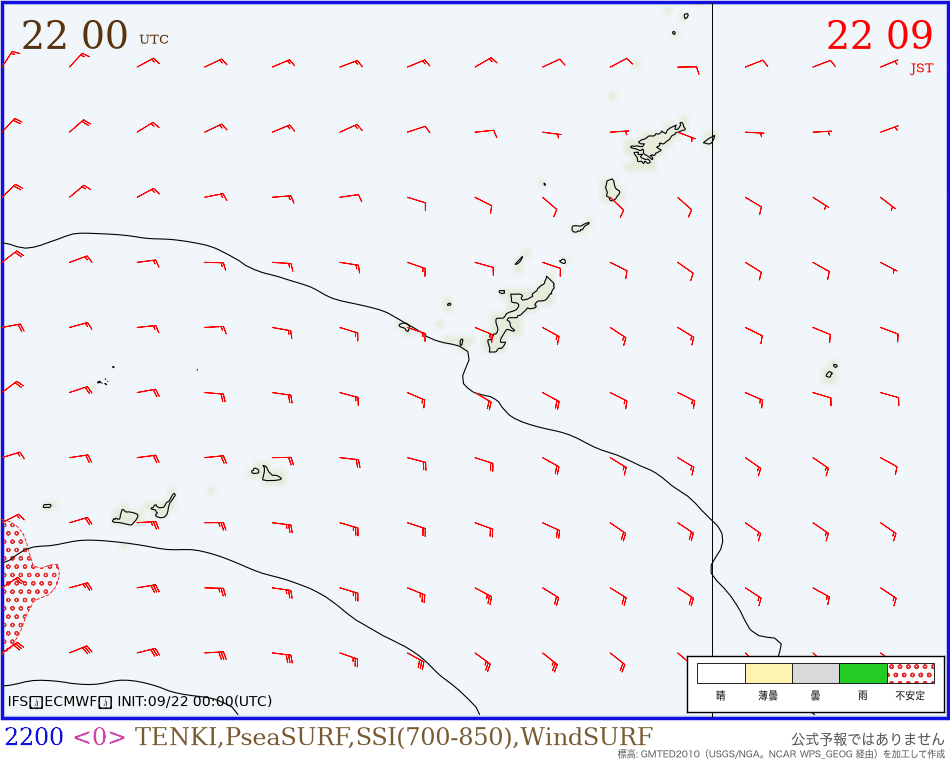 22 00 UTC
22 09
JST
IFS ECMWF INIT:09/22 00:00(UTC)
晴 薄曇 曇 雨 不安定
2200 <0> TENKI,PseaSURF,SSI(700-850),WindSURF
公式予報ではありません
標高: GMTED2010（USGS/NGA。NCAR WPS_GEOG 経由）を加工して作成